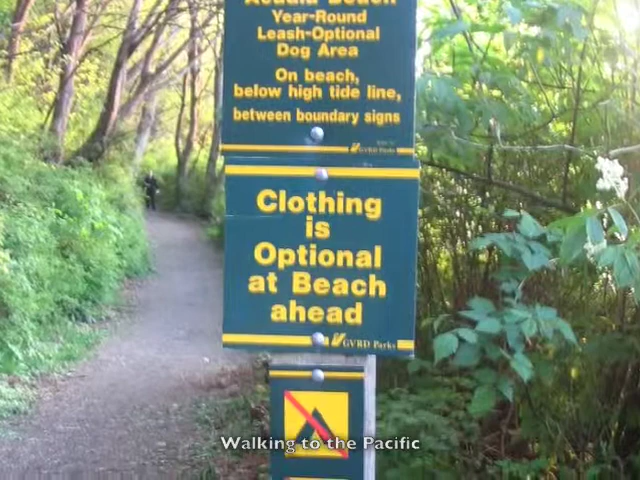 Acadia Beach
Year-Round
Leash-Optional
Dog Area
On beach,
below high tide line,
between boundary signs
GVRD Parks
Clothing
is
Optional
at Beach
ahead
GVRD Parks
Walking to the Pacific